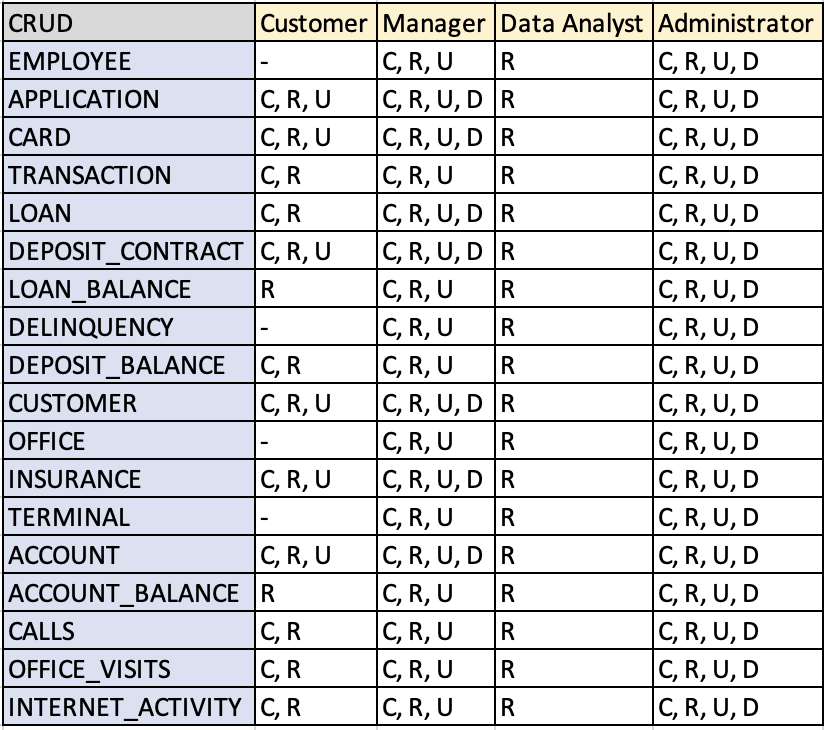 CRUD Customer Manager Data Analyst Administrator
EMPLOYEE - C, R, U R C, R, U, D
APPLICATION C, R, U C, R, U, D R C, R, U, D
CARD C, R, U C, R, U, D R C, R, U, D
TRANSACTION C, R C, R, U R C, R, U, D
LOAN C, R C, R, U, D R C, R, U, D
DEPOSIT_CONTRACT C, R, U C, R, U, D R C, R, U, D
LOAN_BALANCE R C, R, U R C, R, U, D
DELINQUENCY - C, R, U R C, R, U, D
DEPOSIT_BALANCE C, R C, R, U R C, R, U, D
CUSTOMER C, R, U C, R, U, D R C, R, U, D
OFFICE - C, R, U R C, R, U, D
INSURANCE C, R, U C, R, U, D R C, R, U, D
TERMINAL - C, R, U R C, R, U, D
ACCOUNT C, R, U C, R, U, D R C, R, U, D
ACCOUNT_BALANCE R C, R, U R C, R, U, D
CALLS C, R C, R, U R C, R, U, D
OFFICE_VISITS C, R C, R, U R C, R, U, D
INTERNET_ACTIVITY C, R C, R, U R C, R, U, D